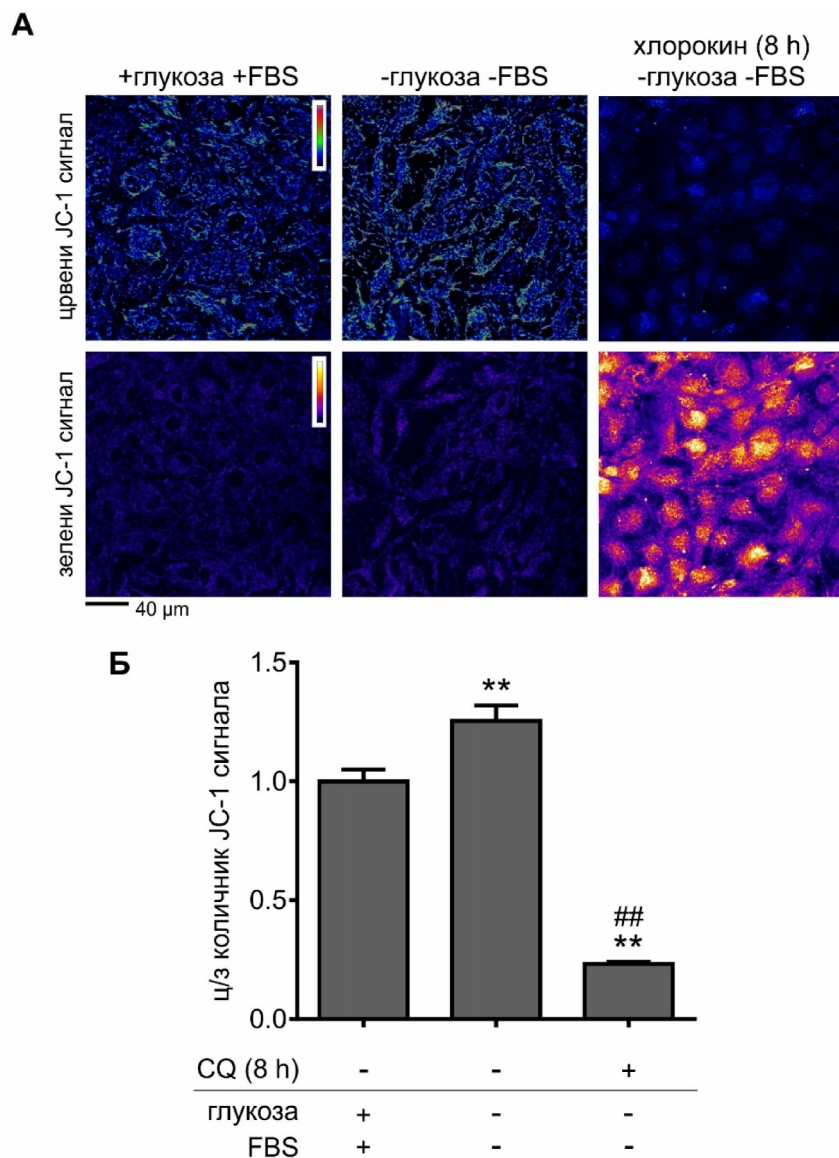 А
+глукоза +FBS
-глукоза -FBS
хлорокин (8 h)
-глукоза -FBS
црвени JC-1 сигнал
зелени JC-1 сигнал
40 µm
Б
ц/з количник JC-1 сигнала
1.5
1.0
0.5
0.0
**
##
**
CQ (8 h) - - +
глукоза + - -
FBS + - -